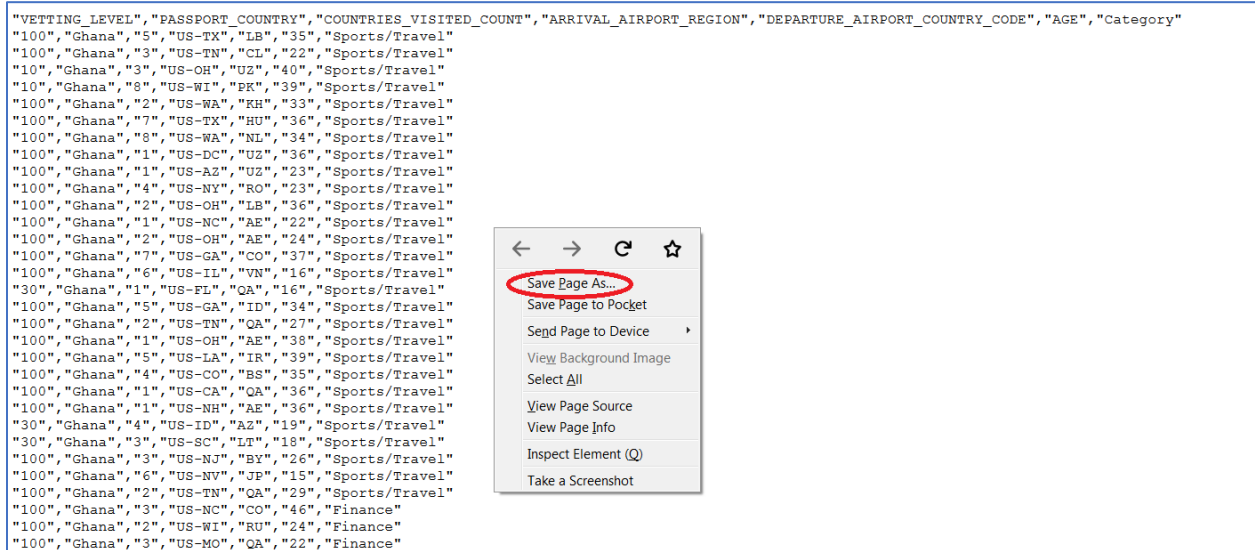 "VETTING_LEVEL","PASSPORT_COUNTRY","COUNTRIES_VISITED_COUNT","ARRIVAL_AIRPORT_REGION","DEPARTURE_AIRPORT_COUNTRY_CODE","AGE","Category"
"100","Ghana","5","US-TX","LB","35","Sports/Travel"
"100","Ghana","3","US-TN","CL","22","Sports/Travel"
"10","Ghana","3","US-OH","UZ","40","Sports/Travel"
"10","Ghana","8","US-WI","PK","39","Sports/Travel"
"100","Ghana","2","US-WA","KH","33","Sports/Travel"
"100","Ghana","7","US-TX","HU","36","Sports/Travel"
"100","Ghana","8","US-WA","NL","34","Sports/Travel"
"100","Ghana","1","US-DC","UZ","36","Sports/Travel"
"100","Ghana","1","US-AZ","UZ","23","Sports/Travel"
"100","Ghana","4","US-NY","RO","23","Sports/Travel"
"100","Ghana","2","US-OH","LB","36","Sports/Travel"
"100","Ghana","1","US-NC","AE","22","Sports/Travel"
"100","Ghana","2","US-OH","AE","24","Sports/Travel"
"100","Ghana","7","US-GA","CO","37","Sports/Travel"
"100","Ghana","6","US-IL","VN","16","Sports/Travel"
"30","Ghana","1","US-FL","QA","16","Sports/Travel"
"100","Ghana","5","US-GA","ID","34","Sports/Travel"
"100","Ghana","2","US-TN","QA","27","Sports/Travel"
"100","Ghana","1","US-OH","AE","38","Sports/Travel"
"100","Ghana","5","US-LA","IR","39","Sports/Travel"
"100","Ghana","4","US-CO","BS","35","Sports/Travel"
"100","Ghana","1","US-CA","QA","36","Sports/Travel"
"100","Ghana","1","US-NH","AE","36","Sports/Travel"
"30","Ghana","4","US-ID","AZ","19","Sports/Travel"
"30","Ghana","3","US-SC","LT","18","Sports/Travel"
"100","Ghana","3","US-NJ","BY","26","Sports/Travel"
"100","Ghana","6","US-NV","JP","15","Sports/Travel"
"100","Ghana","2","US-TN","QA","29","Sports/Travel"
"100","Ghana","3","US-NC","CO","46","Finance"
"100","Ghana","2","US-WI","RU","24","Finance"
"100","Ghana","3","US-MO","QA","22","Finance"
Save Page As...
Save Page to Pocket
Send Page to Device
View Background Image
Select All
View Page Source
View Page Info
Inspect Element (Q)
Take a Screenshot